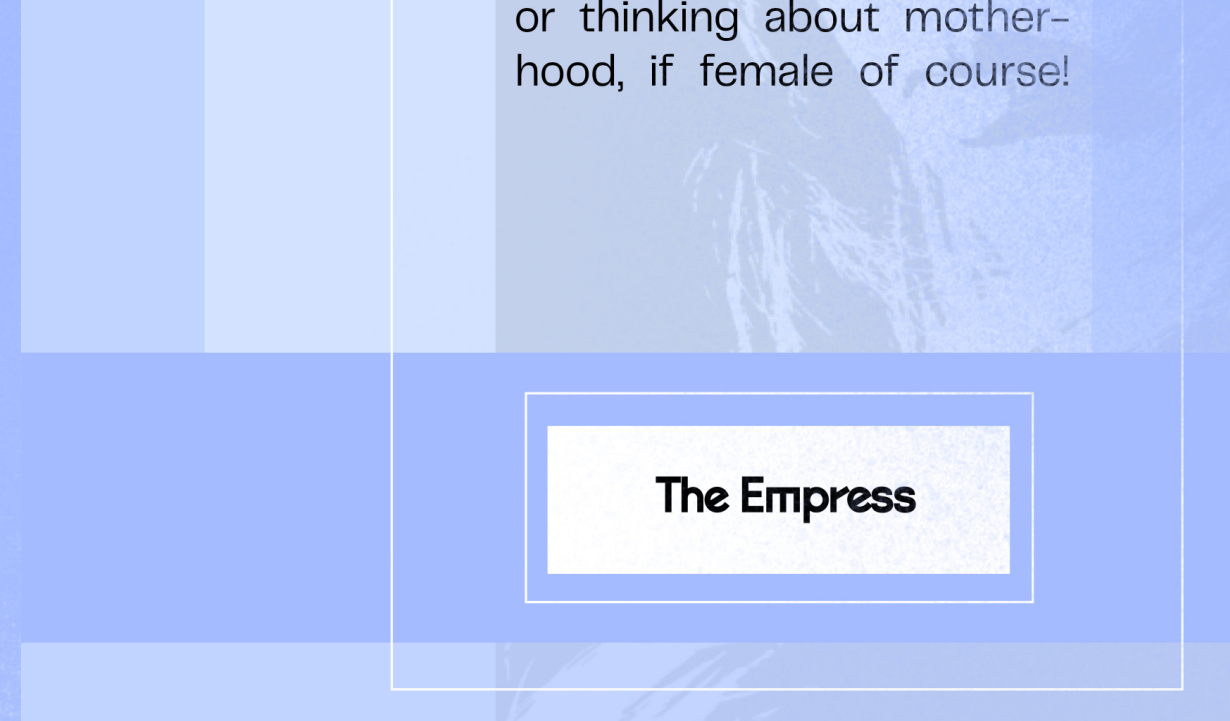 or thinking about mother-
hood, if female of course!
The Empress